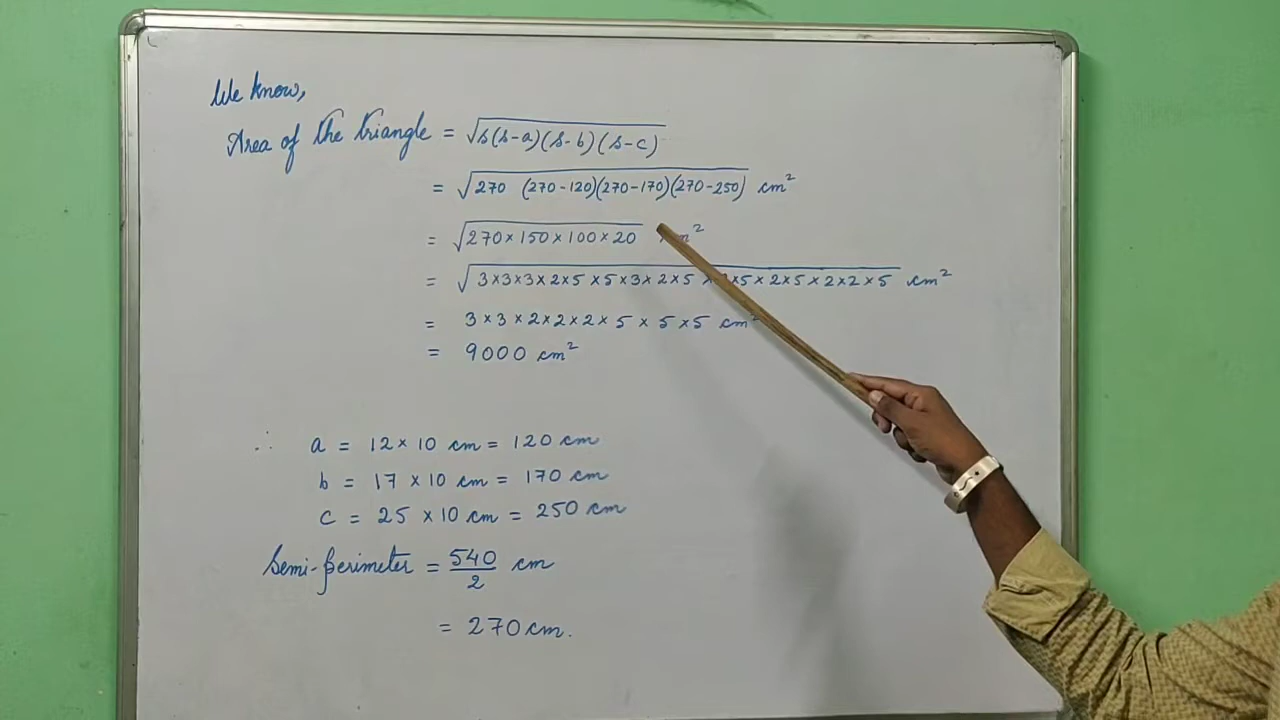 We know,
Area of the triangle = √s(s-a)(s-b)(s-c)
= √270 (270-120)(270-170)(270-250) cm²
= √270×150×100×20 m²
= √3×3×3×2×5×5×3×2×5× ×5×2×5×2×2×5 cm²
= 3×3×2×2×2×5×5×5 cm²
= 9000 cm²
∴ a = 12×10 cm = 120 cm
b = 17×10 cm = 170 cm
c = 25×10 cm = 250 cm
Semi-perimeter = 540/2 cm
= 270 cm.